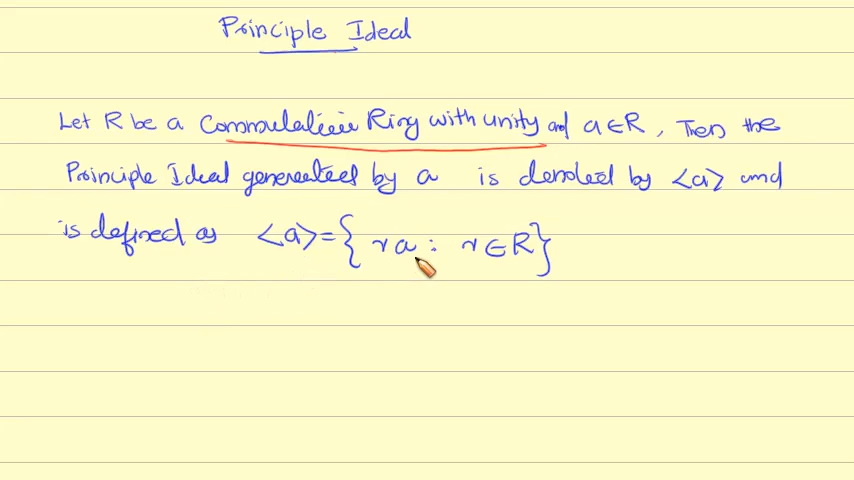 Principle Ideal
Let R be a Commutative Ring with unity and a∈R, Then the
Principle Ideal generated by a is denoted by <a> and
is defined as <a>={ ra : r∈R}